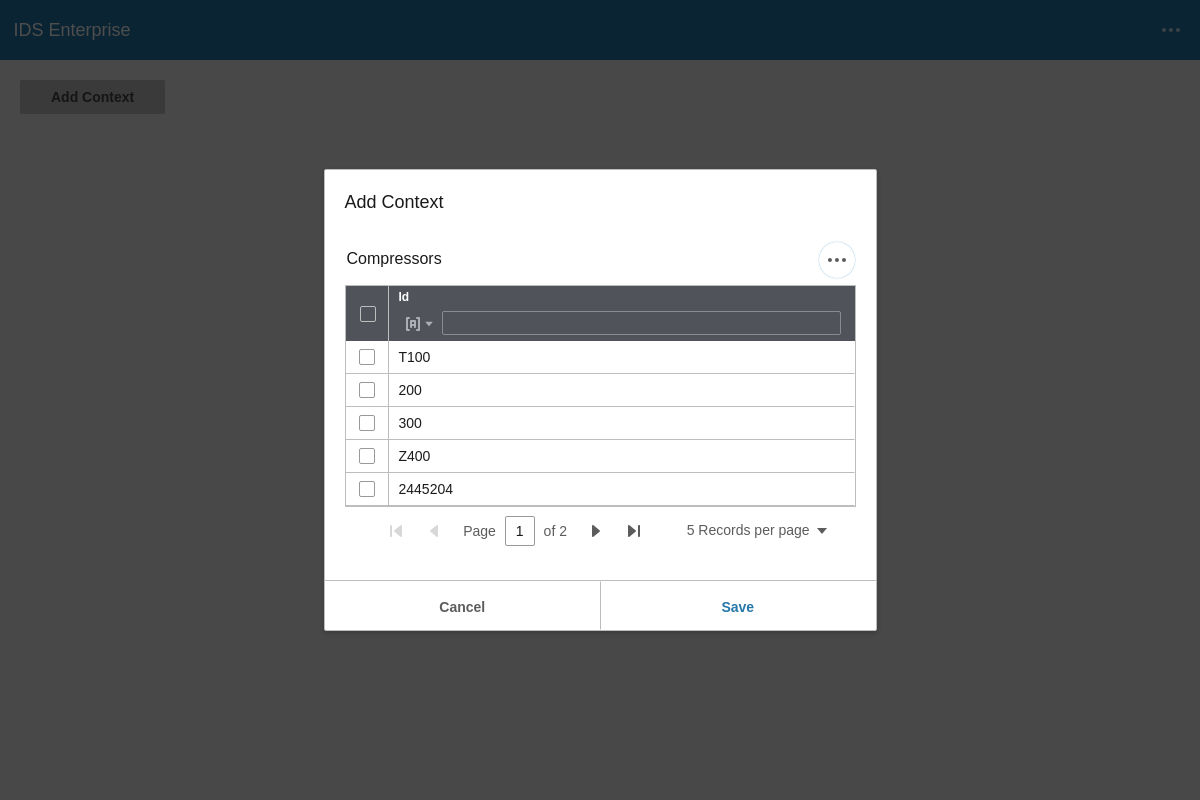 IDS Enterprise
Add Context
Add Context
Compressors
Id
T100
200
300
Z400
2445204
Page 1 of 2 5 Records per page
Cancel Save